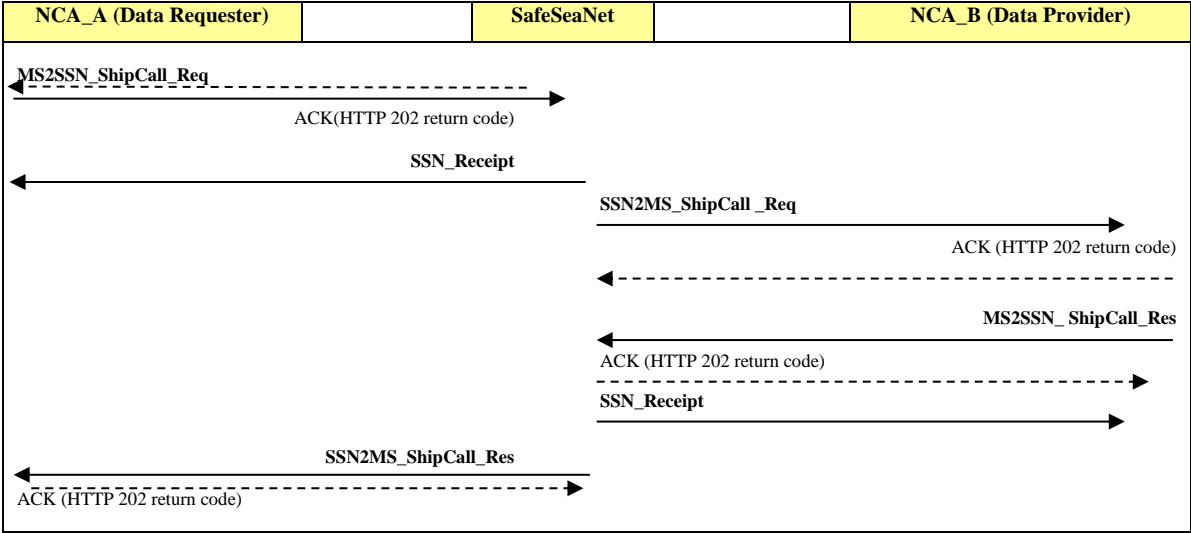 NCA_A (Data Requester) SafeSeaNet NCA_B (Data Provider)
MS2SSN_ShipCall_Req
ACK(HTTP 202 return code)
SSN_Receipt
SSN2MS_ShipCall _Req
ACK (HTTP 202 return code)
MS2SSN_ ShipCall_Res
ACK (HTTP 202 return code)
SSN_Receipt
SSN2MS_ShipCall_Res
ACK (HTTP 202 return code)